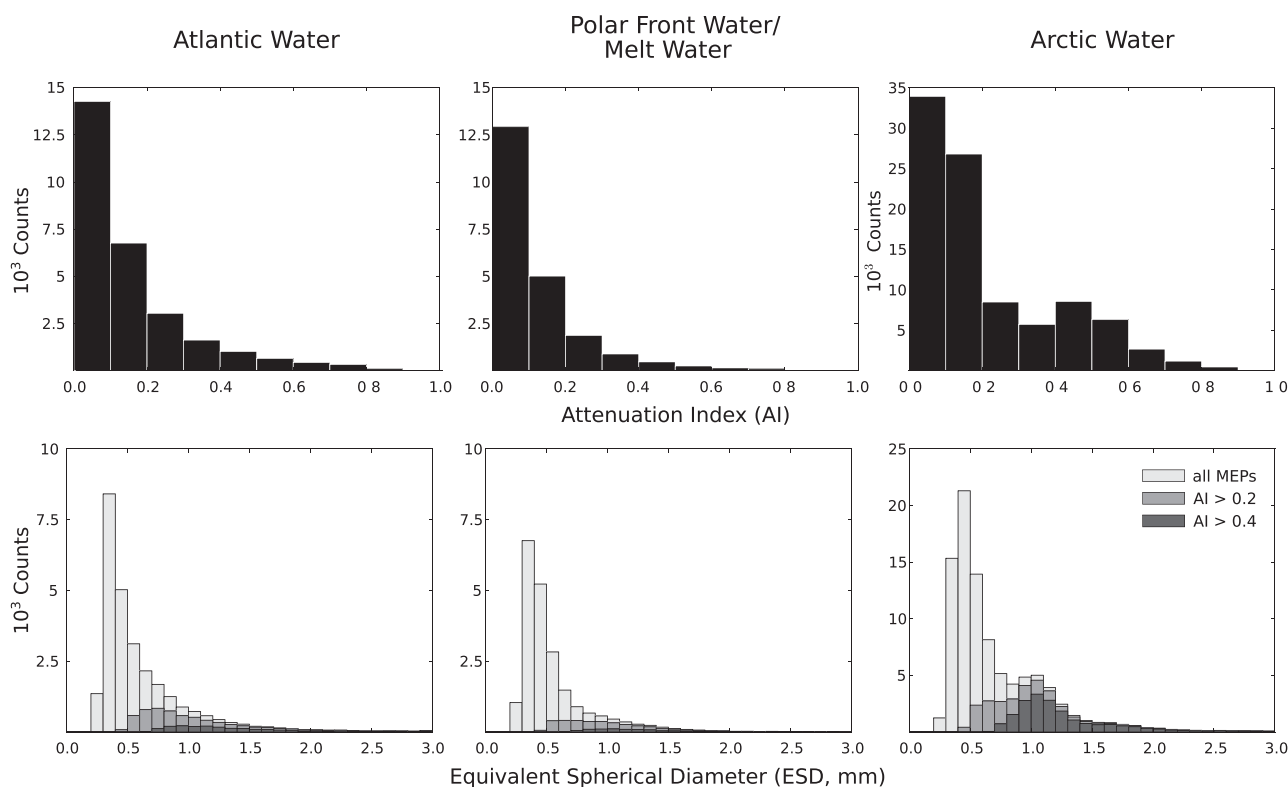 Atlantic Water
Polar Front Water/
Melt Water
Arctic Water
15
12.5
10
7.5
5
2.5
10³ Counts
0.0 0.2 0.4 0.6 0.8 1.0
15
12.5
10
7.5
5
2.5
0.0 0.2 0.4 0.6 0.8 1.0
35
30
25
20
15
10
5
10³ Counts
0 0 0 2 0.4 0 6 0 8 1 0
Attenuation Index (AI)
10
7.5
5
2.5
10³ Counts
0.0 0.5 1.0 1.5 2.0 2.5 3.0
10
7.5
5
2.5
0.0 0.5 1.0 1.5 2.0 2.5 3.0
25
20
15
10
5
all MEPs
AI > 0.2
AI > 0.4
0.0 0.5 1.0 1.5 2.0 2.5 3.0
Equivalent Spherical Diameter (ESD, mm)